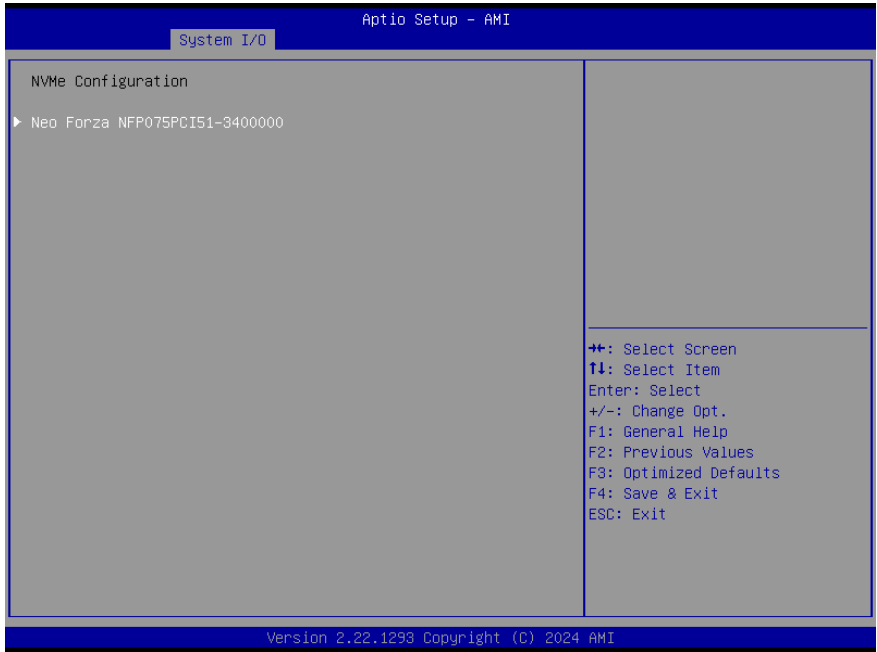 Aptio Setup - AMI
System I/O
NVMe Configuration
▶ Neo Forza NFP075PCI51-3400000
→←: Select Screen
↑↓: Select Item
Enter: Select
+/-: Change Opt.
F1: General Help
F2: Previous Values
F3: Optimized Defaults
F4: Save & Exit
ESC: Exit
Version 2.22.1293 Copyright (C) 2024 AMI